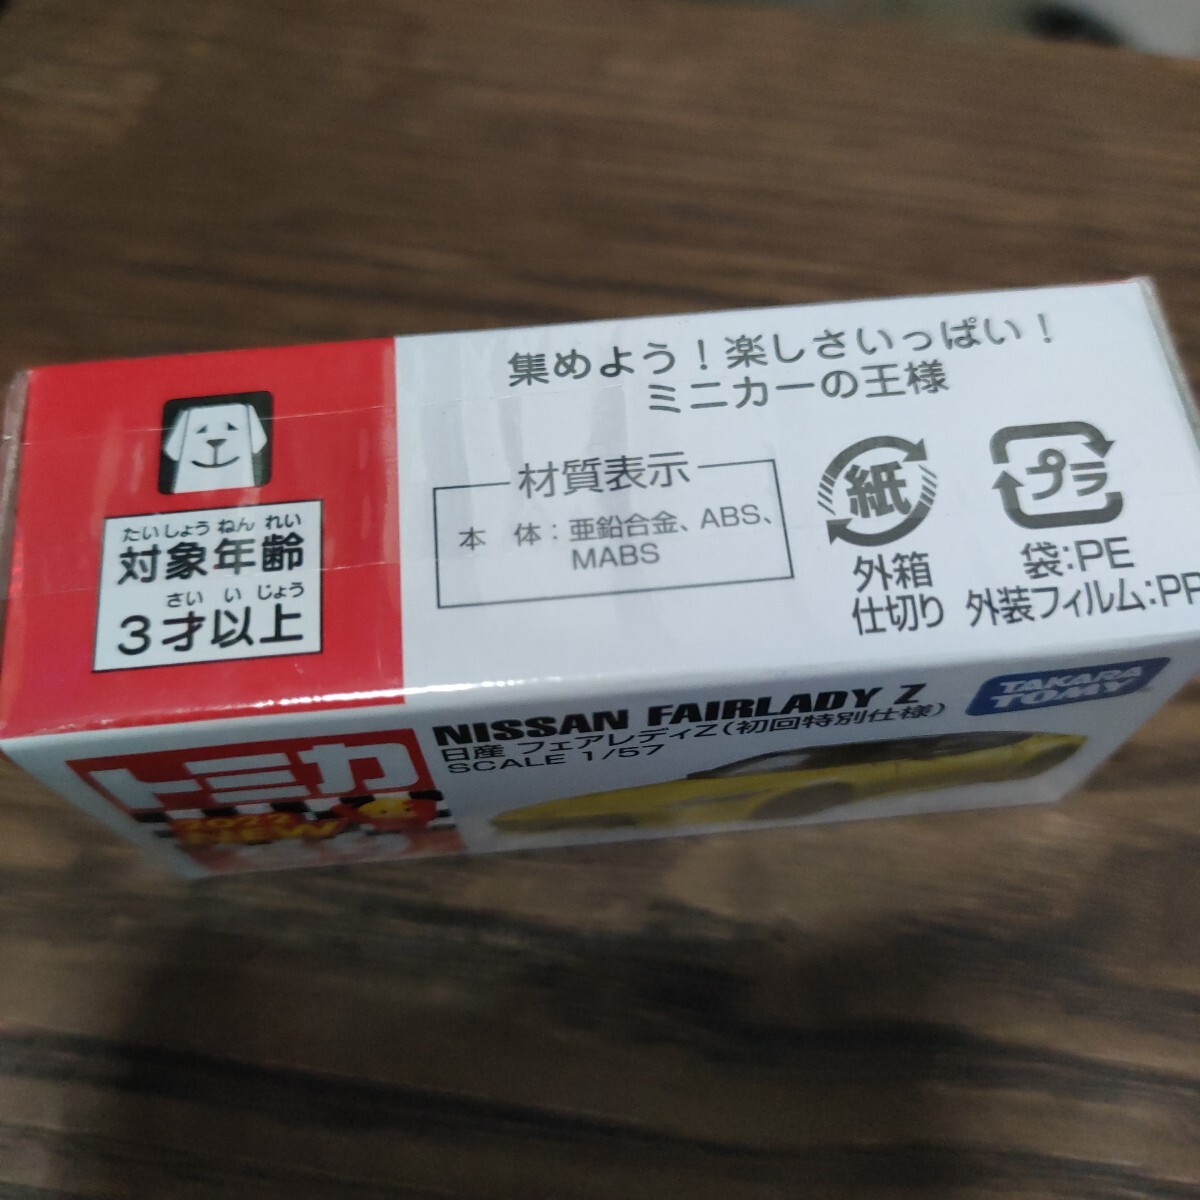 集めよう！楽しさいっぱい！
ミニカーの王様
たいしょうねんれい
対象年齢
さいいじょう
3才以上
材質表示
本 体：亜鉛合金、ABS、
MABS
紙
外箱
仕切り
プラ
袋：PE
外装フィルム：PP
トミカ
2022
NEW
NISSAN FAIRLADY Z
日産 フェアレディZ（初回特別仕様）
SCALE 1/57
TAKARA
TOMY